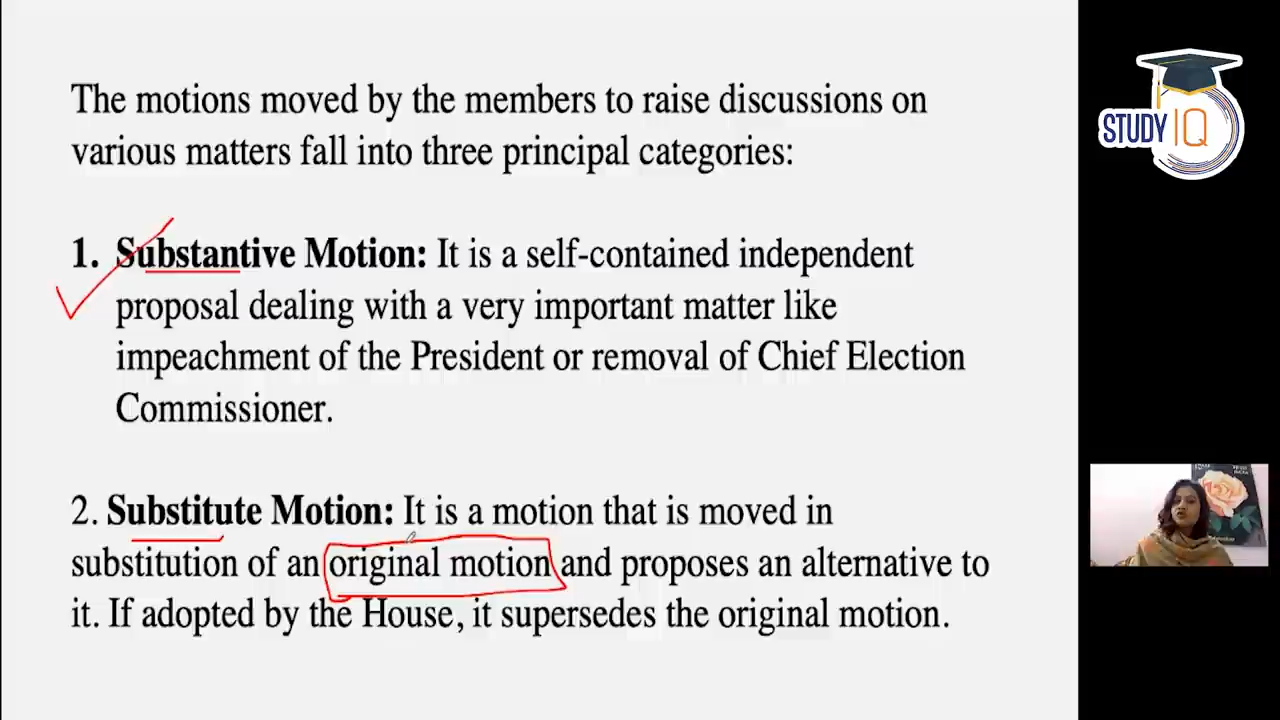 The motions moved by the members to raise discussions on
various matters fall into three principal categories:
1. Substantive Motion: It is a self-contained independent
proposal dealing with a very important matter like
impeachment of the President or removal of Chief Election
Commissioner.
2. Substitute Motion: It is a motion that is moved in
substitution of an original motion and proposes an alternative to
it. If adopted by the House, it supersedes the original motion.
STUDY IQ